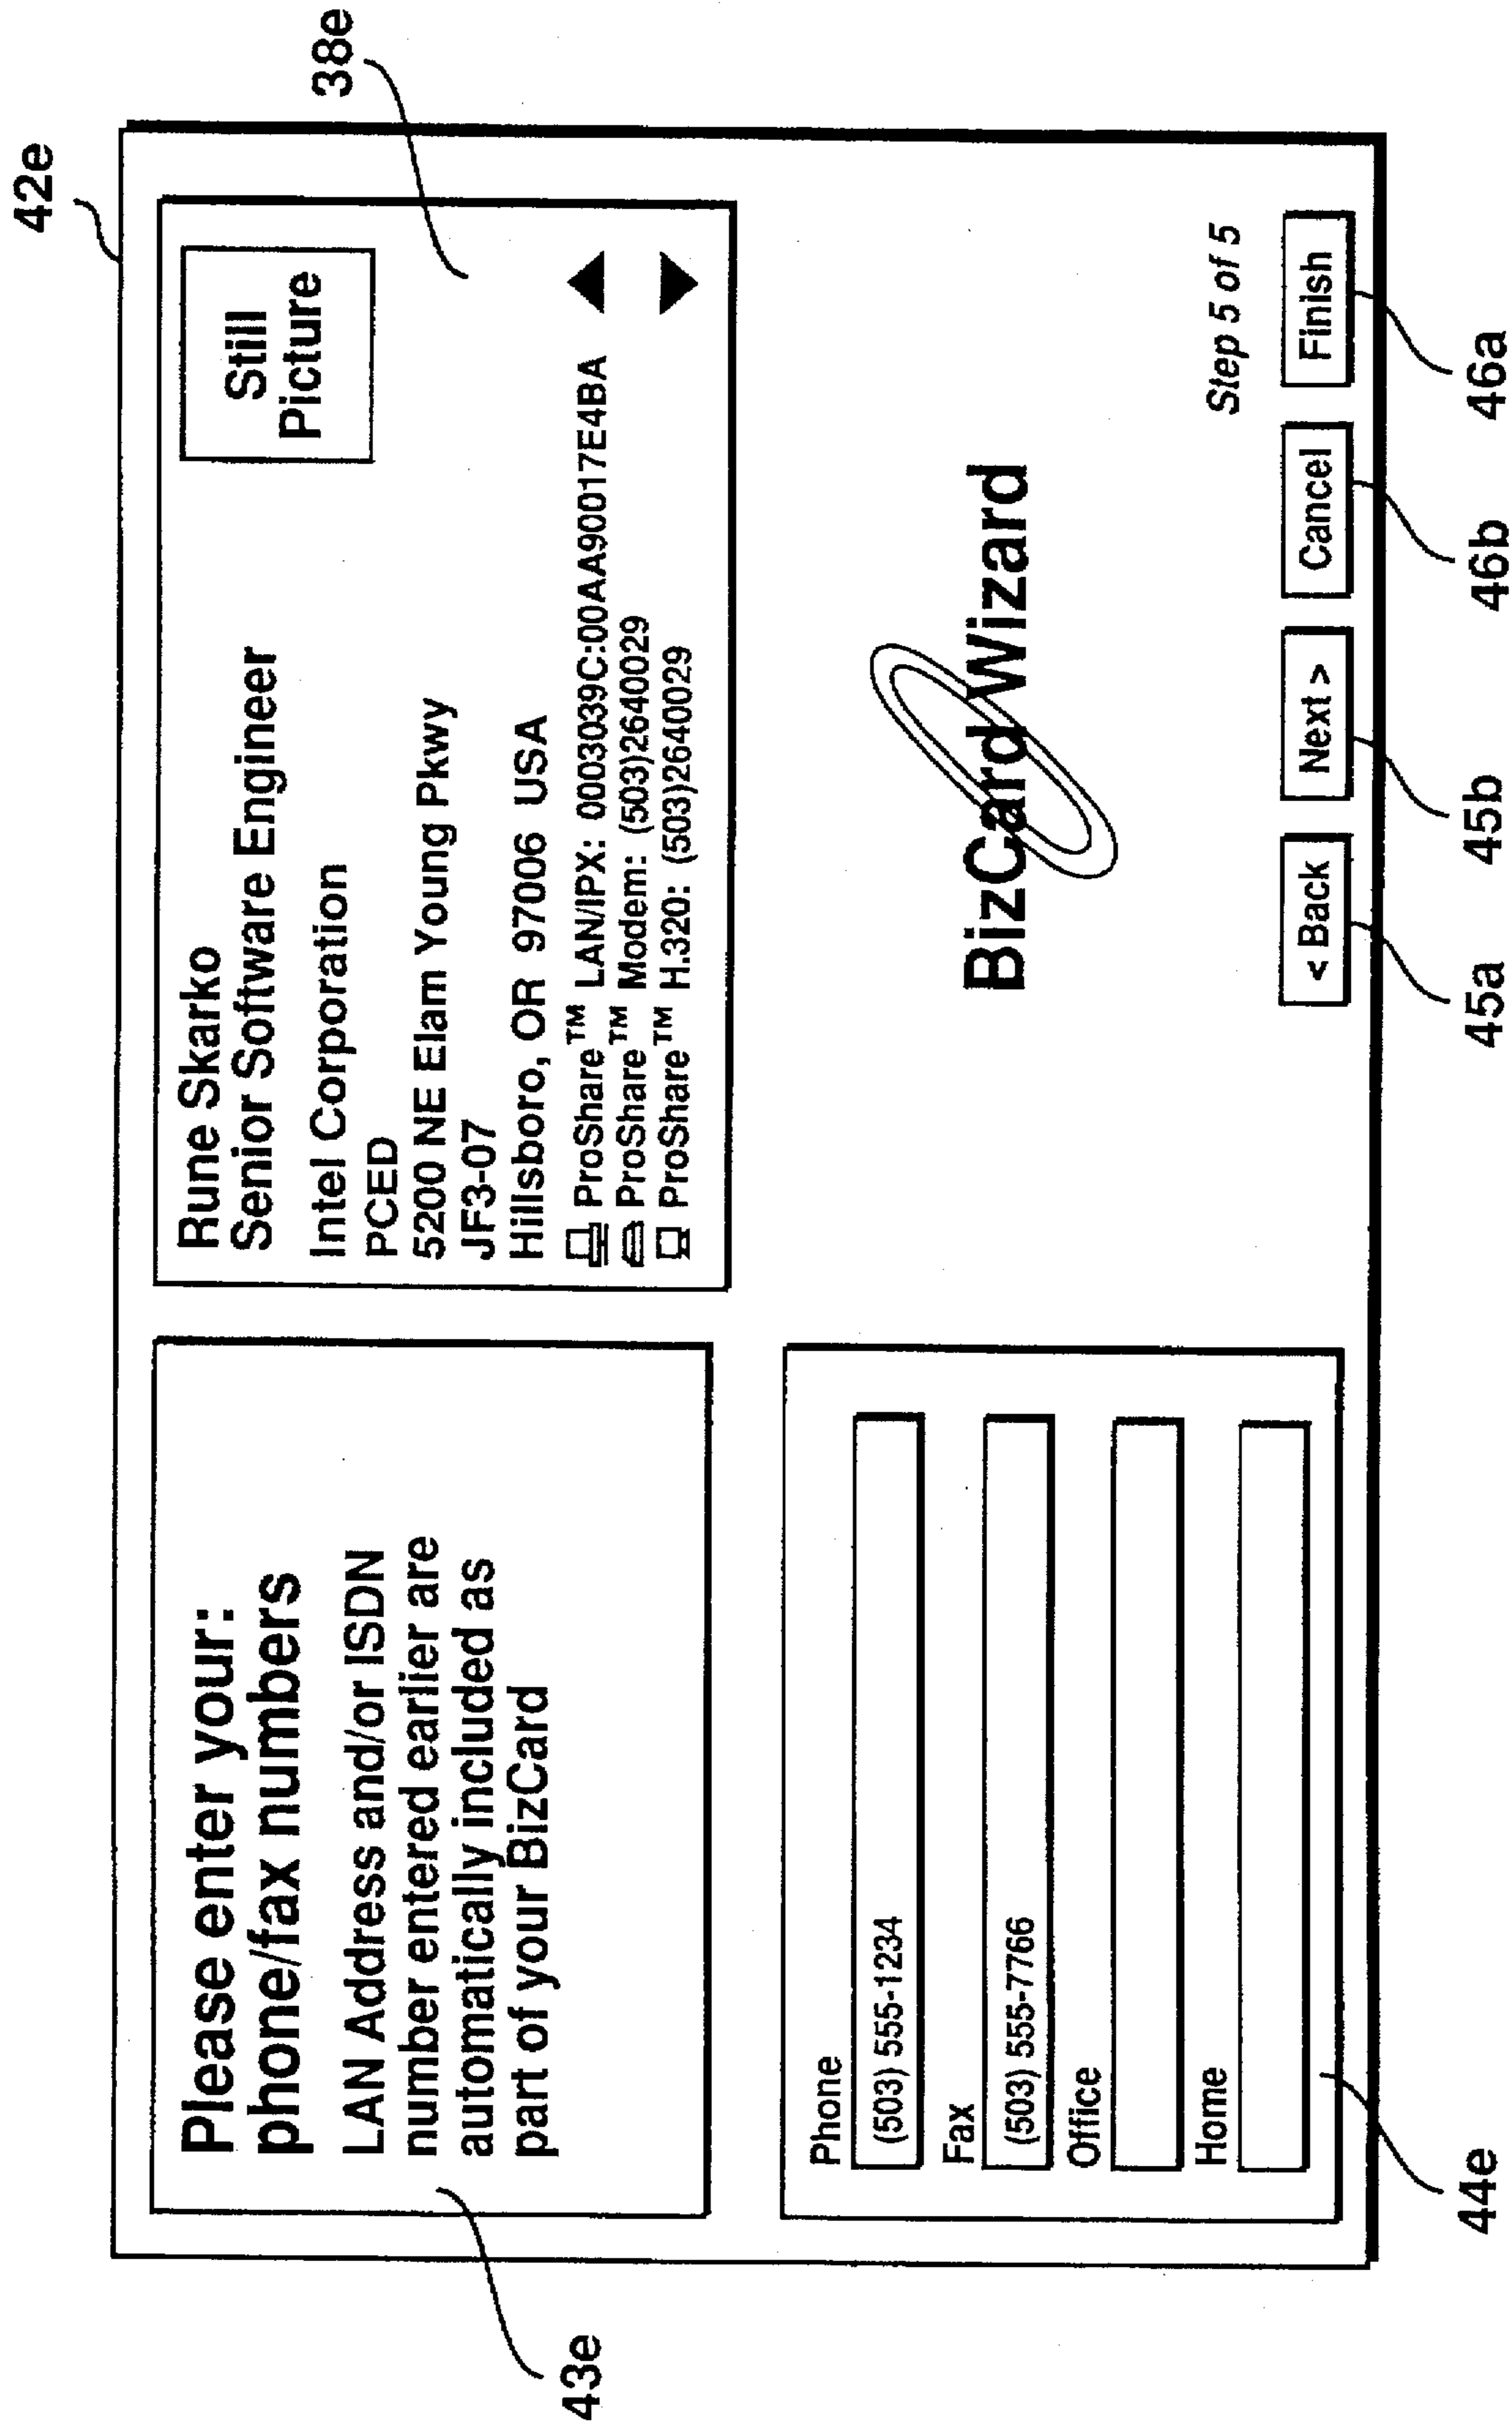 42e
38e
43e
Please enter your:
phone/fax numbers
LAN Address and/or ISDN
number entered earlier are
automatically included as
part of your BizCard
Rune Skarko
Senior Software Engineer
Intel Corporation
PCED
5200 NE Elam Young Pkwy
JF3-07
Hillsboro, OR 97006 USA
ProShare™ LAN/IPX: 0003039C:00AA90017E4BA
ProShare™ Modem: (503)2640029
ProShare™ H.320: (503)2640029
Still
Picture
Phone
(503) 555-1234
Fax
(503) 555-7766
Office
Home
44e
BizCard Wizard
Step 5 of 5
< Back
Next >
Cancel
Finish
45a
45b
46b
46a